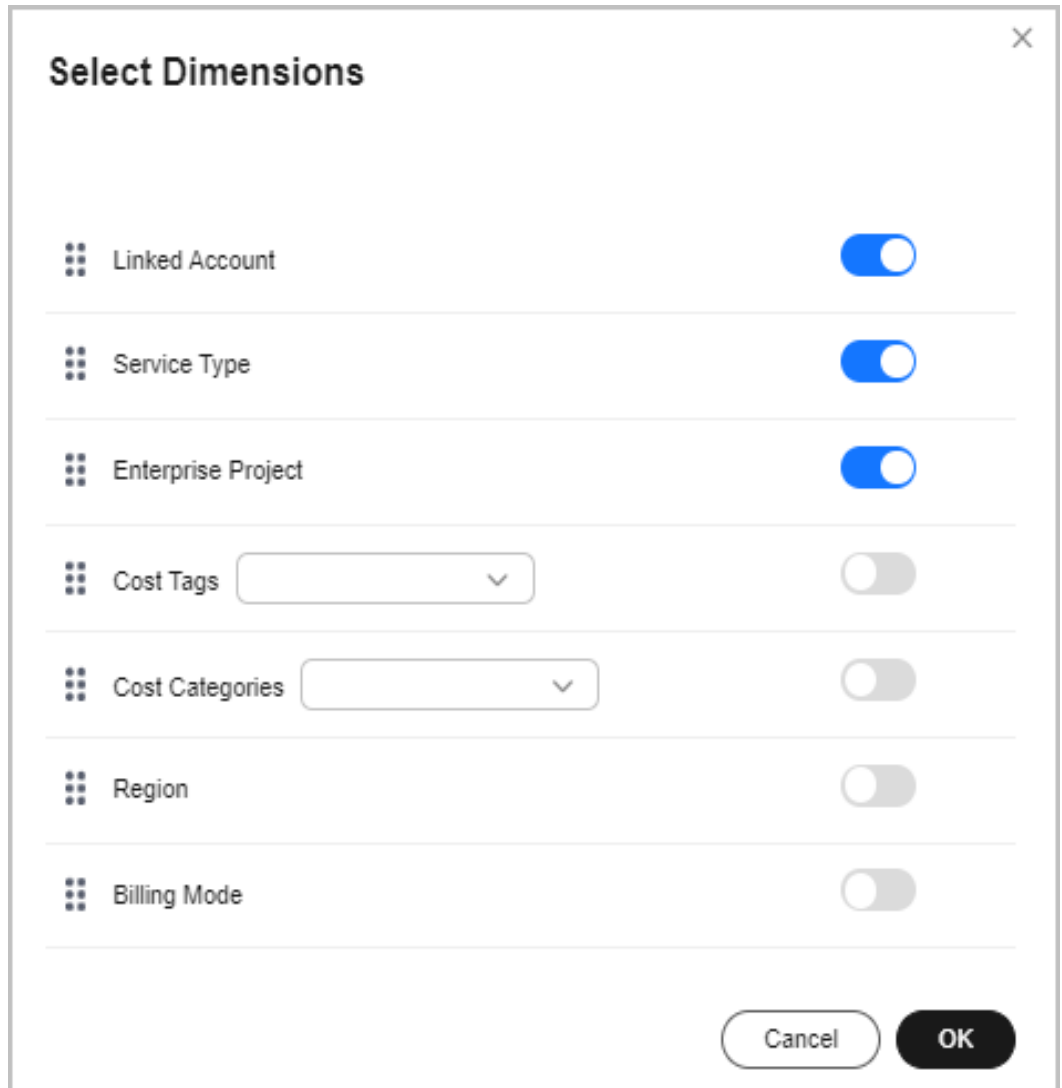 Select Dimensions
Linked Account
Service Type
Enterprise Project
Cost Tags
Cost Categories
Region
Billing Mode
Cancel OK